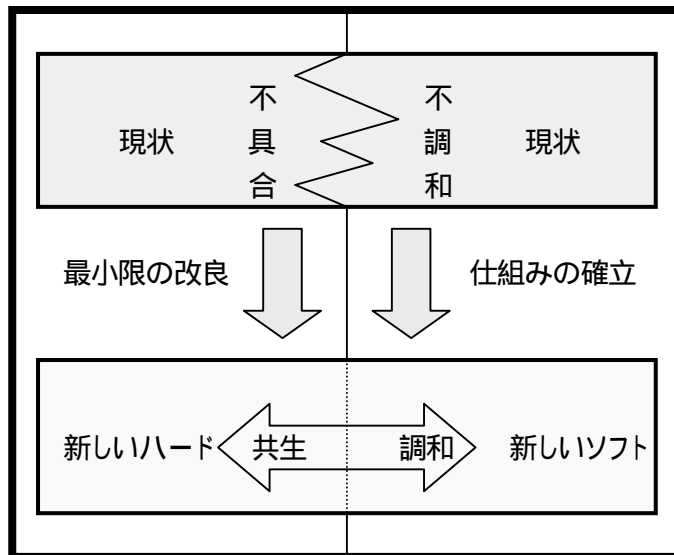 現状
不具合
不調和
現状
最小限の改良
仕組みの確立
新しいハード
共生
調和
新しいソフト